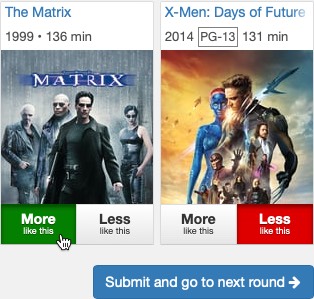 The Matrix
1999 • 136 min
MATRIX
More
like this
Less
like this
X-Men: Days of Future
2014 PG-13 131 min
More
like this
Less
like this
Submit and go to next round →